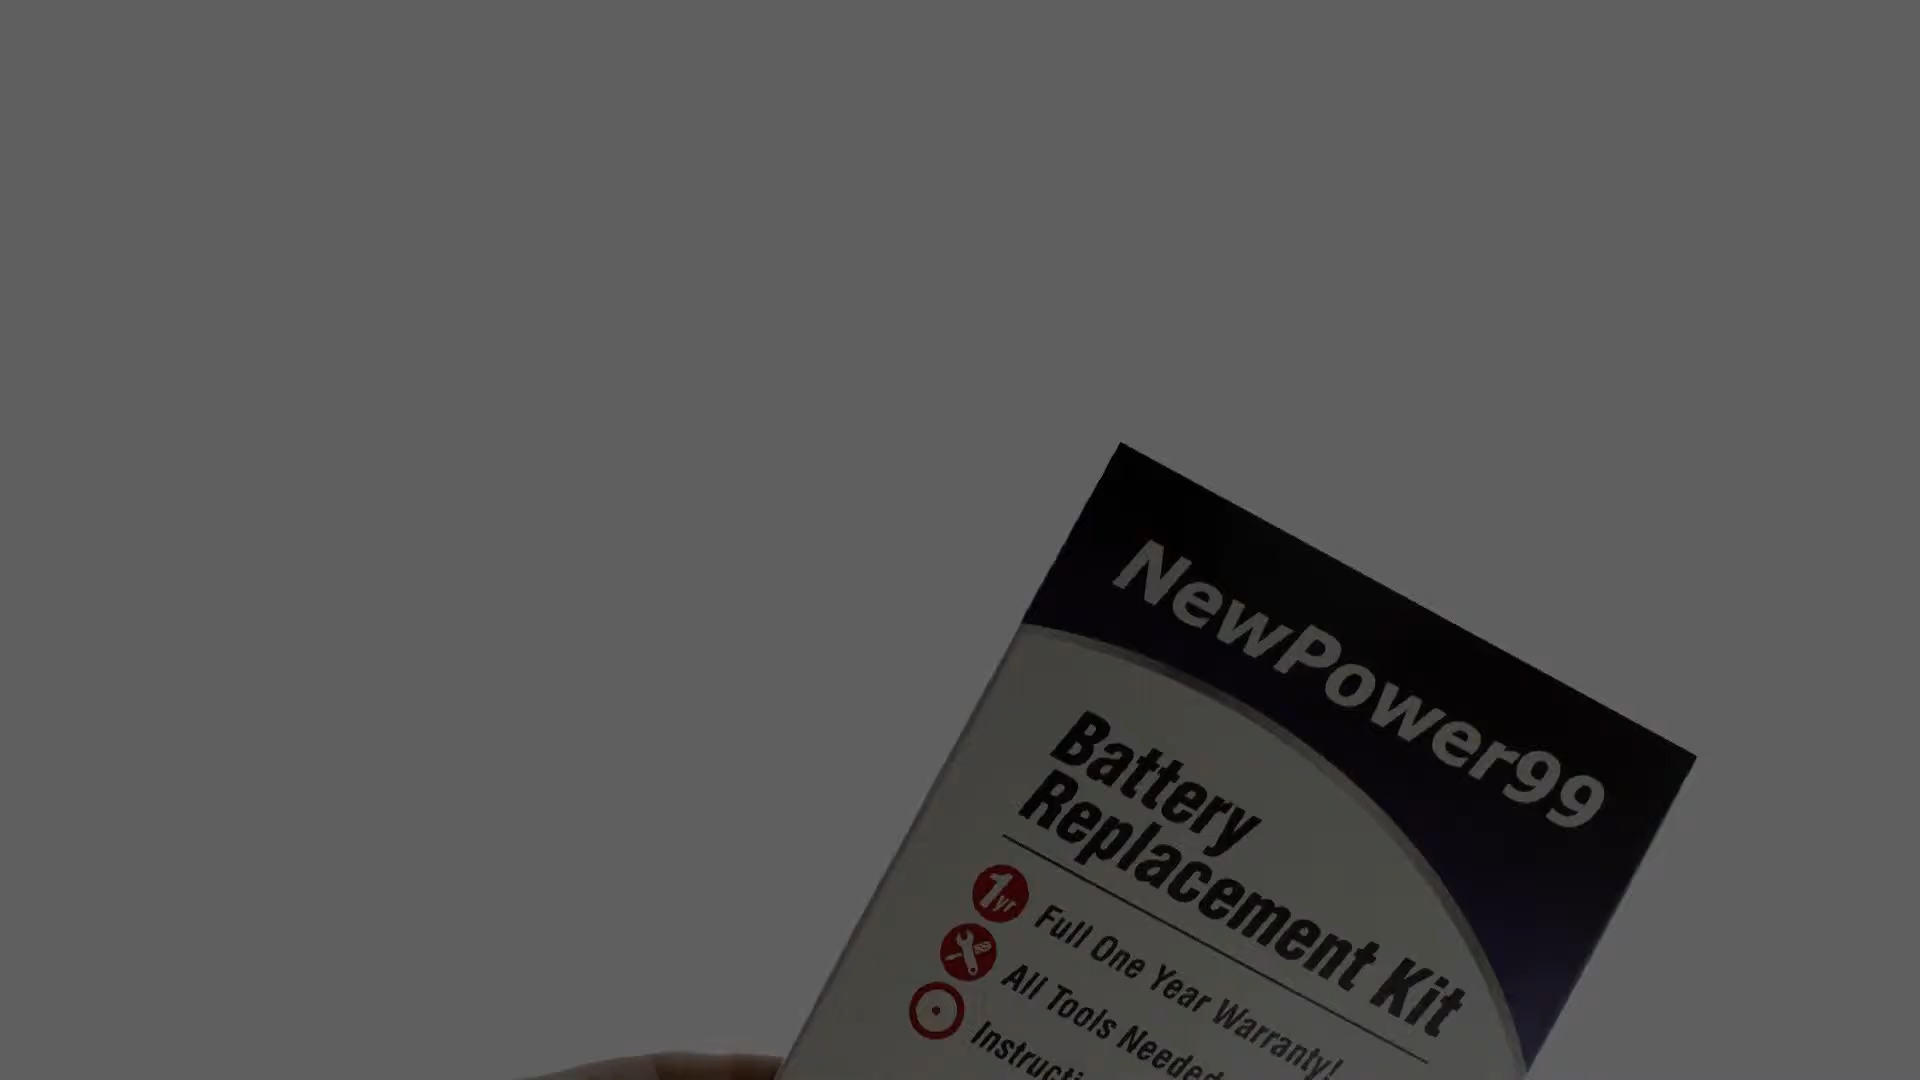 NewPower99
Battery
Replacement Kit
1yr Full One Year Warranty!
All Tools Needed